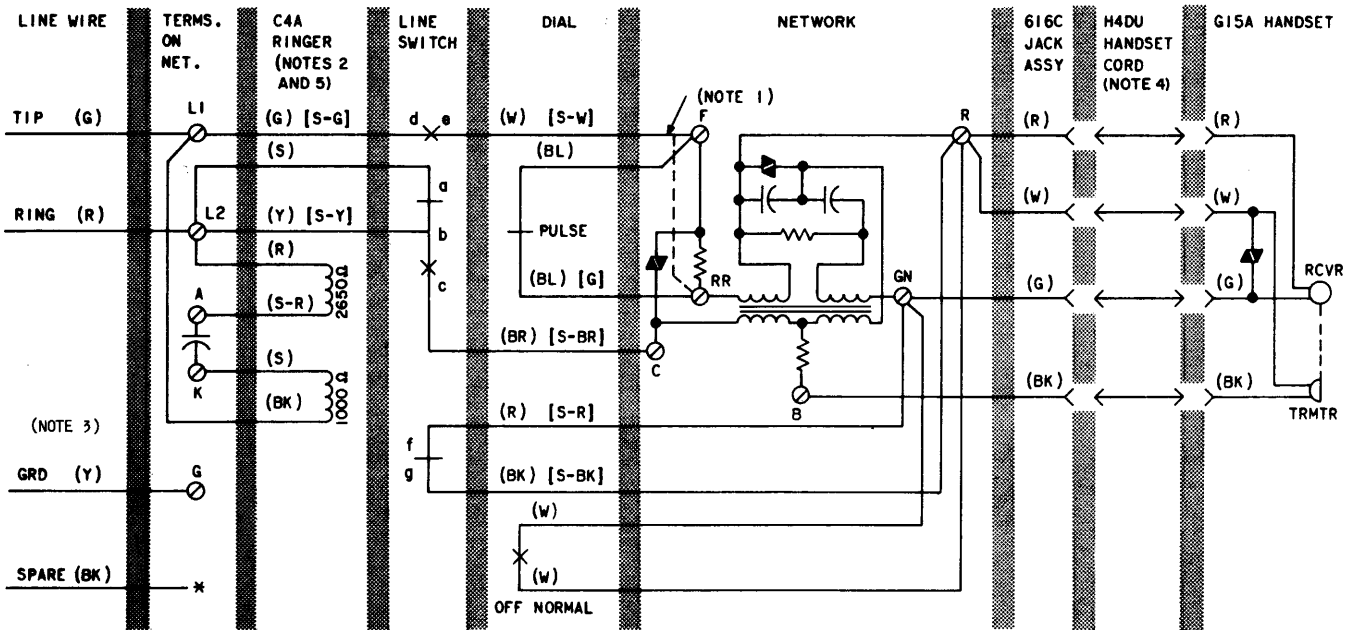 LINE WIRE
TERMS.
ON
NET.
C4A
RINGER
(NOTES 2
AND 5)
LINE
SWITCH
DIAL
NETWORK
616C
JACK
ASSY
H4DU
HANDSET
CORD
(NOTE 4)
G15A HANDSET
TIP (G)
L1
(G) [S-G]
d e
(W) [S-W]
(NOTE 1)
F
R
(R)
(R)
(S)
(BL)
a
RING (R)
L2
(Y) [S-Y]
b
PULSE
(W)
(W)
(R)
2650Ω
c
A
(S-R)
(BL) [G]
RR
GN
(G)
(G)
RCVR
(BR) [S-BR]
C
(S)
K
1000Ω
(BK)
B
(BK)
(BK)
TRMTR
(NOTE 3)
(R) [S-R]
f
g
GRD (Y)
G
(BK) [S-BK]
(W)
SPARE (BK)
*
(W)
OFF NORMAL